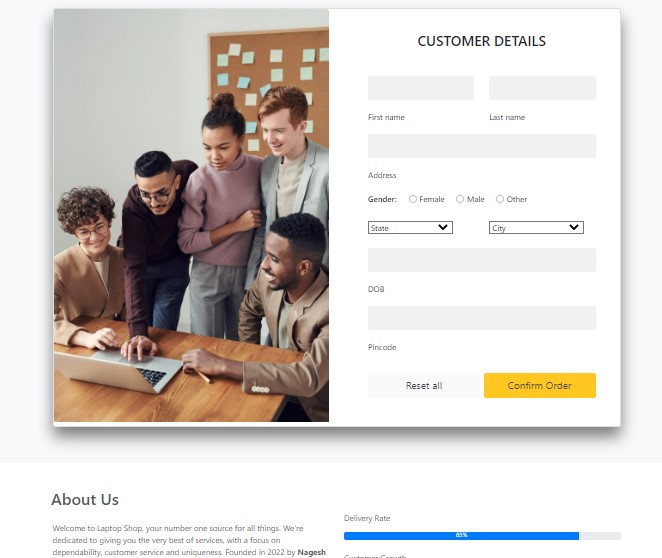 CUSTOMER DETAILS
First name
Last name
Address
Gender: Female Male Other
State
City
DOB
Pincode
Reset all
Confirm Order
About Us
Welcome to Laptop Shop, your number one source for all things. We're
dedicated to giving you the very best of services, with a focus on
dependability, customer service and uniqueness. Founded in 2022 by Nagesh
Delivery Rate
85%
Customer Growth